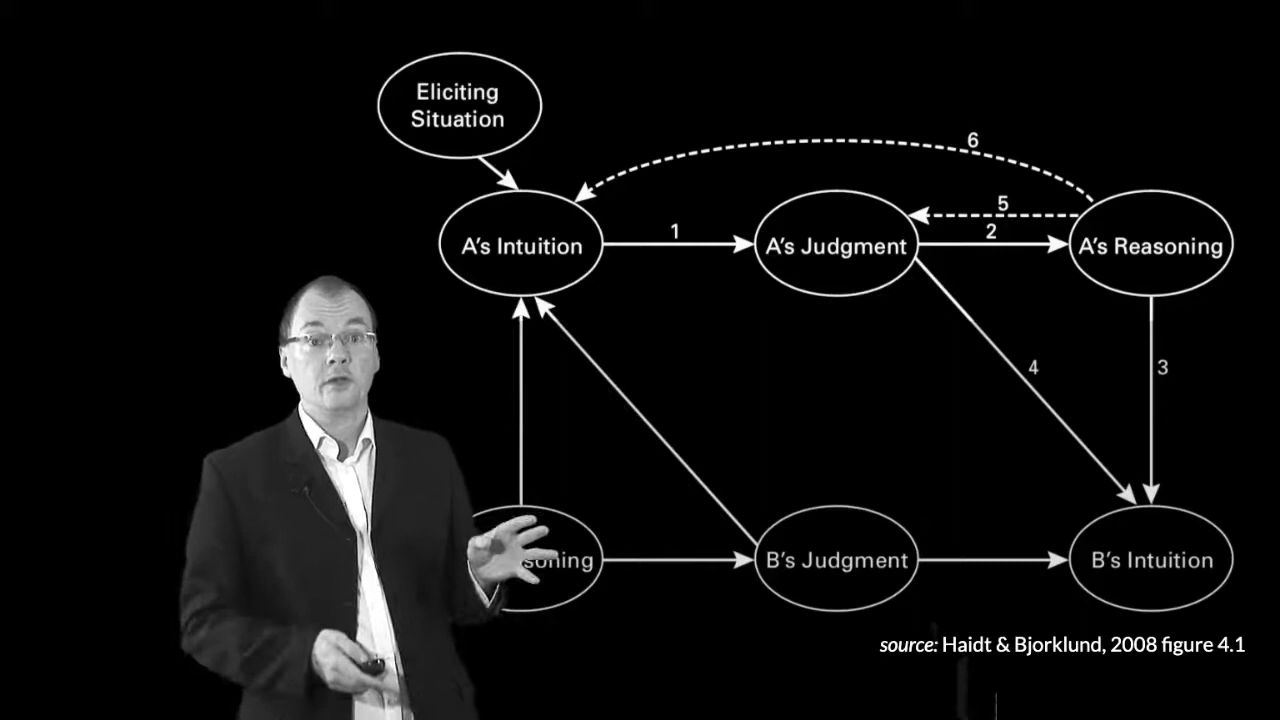 Eliciting
Situation
6
5
A's Intuition
1
A's Judgment
2
A's Reasoning
4
3
B's Judgment
B's Intuition
source: Haidt & Bjorklund, 2008 figure 4.1